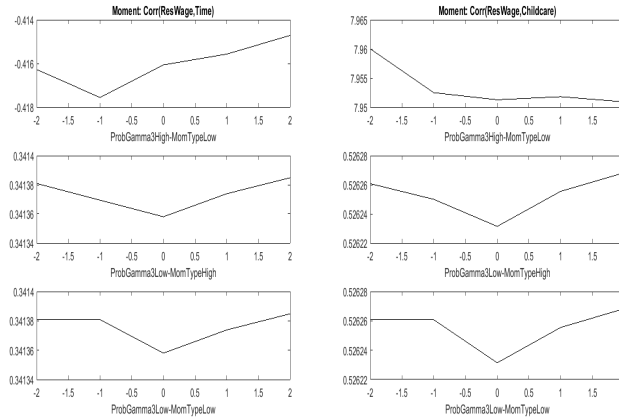 Moment: Corr(ResWage,Time)
-0.414
-0.416
-0.418
-2 -1.5 -1 -0.5 0 0.5 1 1.5 2
ProbGamma3High-MomTypeLow
Moment: Corr(ResWage,Childcare)
7.965
7.96
7.955
7.95
-2 -1.5 -1 -0.5 0 0.5 1 1.5
ProbGamma3High-MomTypeLow
0.3414
0.34138
0.34136
0.34134
-2 -1.5 -1 -0.5 0 0.5 1 1.5 2
ProbGamma3Low-MomTypeHigh
0.52628
0.52626
0.52624
0.52622
-2 -1.5 -1 -0.5 0 0.5 1 1.5
ProbGamma3Low-MomTypeHigh
0.3414
0.34138
0.34136
0.34134
-2 -1.5 -1 -0.5 0 0.5 1 1.5 2
ProbGamma3Low-MomTypeLow
0.52628
0.52626
0.52624
0.52622
-2 -1.5 -1 -0.5 0 0.5 1 1.5
ProbGamma3Low-MomTypeLow